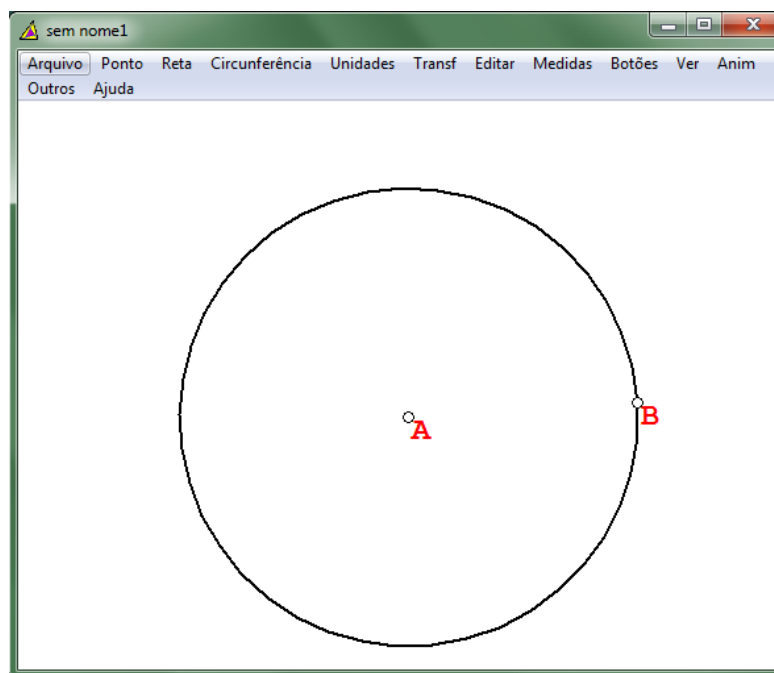 sem nome1
Arquivo Ponto Reta Circunferência Unidades Transf Editar Medidas Botões Ver Anim
Outros Ajuda
A
B